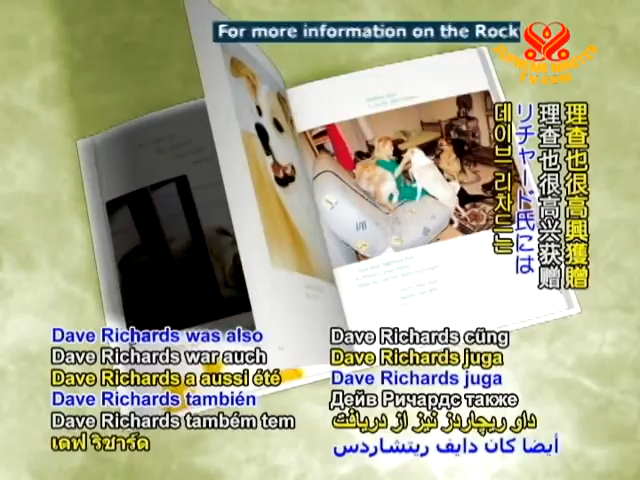 For more information on the Rock
SUPREME MASTER
TV
理查也很高興獲贈
理查也很高兴获赠
リチャード氏には
데이브 리차드는
Dave Richards was also
Dave Richards war auch
Dave Richards a aussi été
Dave Richards también
Dave Richards também tem
เดฟ ริชาร์ด
Dave Richards cũng
Dave Richards juga
Dave Richards juga
Дейв Ричардс также
داو ریچاردز نیز از دریافت
أيضا كان دايف ريتشاردس